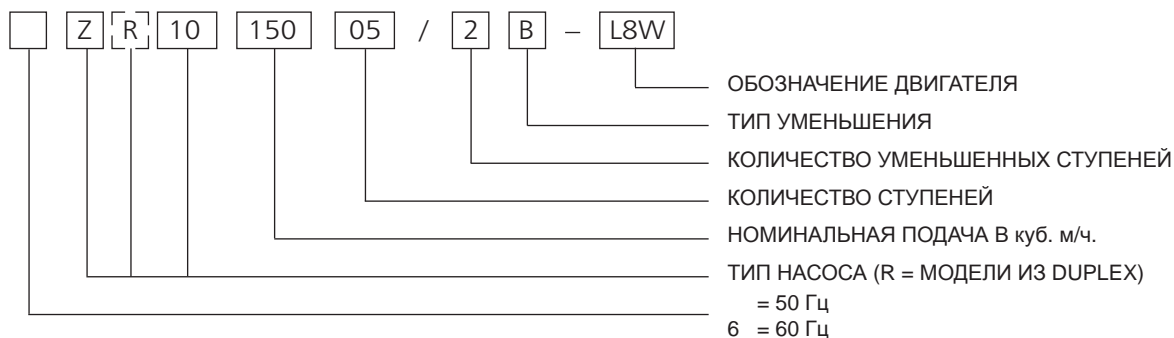 Z R 10 150 05 / 2 B – L8W
ОБОЗНАЧЕНИЕ ДВИГАТЕЛЯ
ТИП УМЕНЬШЕНИЯ
КОЛИЧЕСТВО УМЕНЬШЕННЫХ СТУПЕНЕЙ
КОЛИЧЕСТВО СТУПЕНЕЙ
НОМИНАЛЬНАЯ ПОДАЧА В куб. м/ч.
ТИП НАСОСА (R = МОДЕЛИ ИЗ DUPLEX)
= 50 Гц
6 = 60 Гц